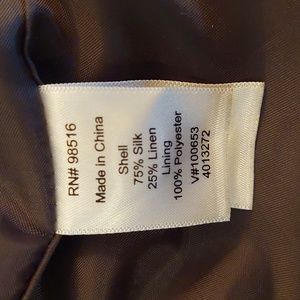 RN# 98516
Made in China
Shell
75% Silk
25% Linen
Lining
100% Polyester
V#100653
4013272